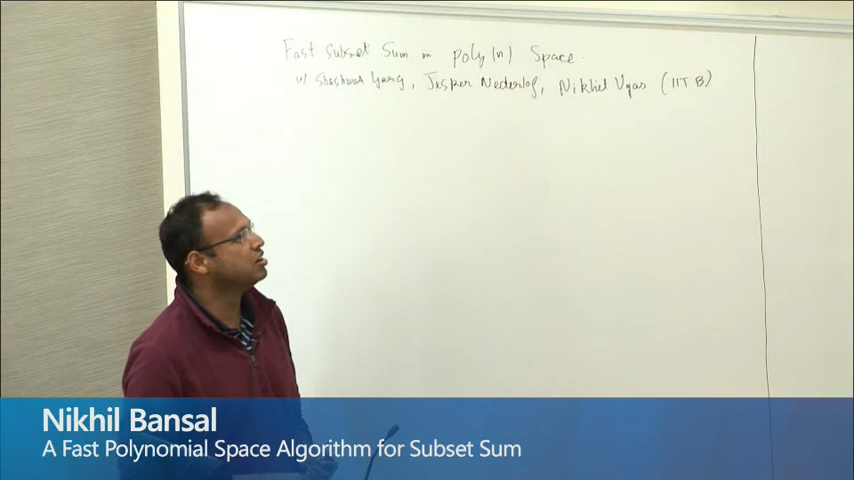 Fast Subset Sum in poly(n) Space.
w/ Shashwat Garg, Jesper Nederlof, Nikhil Vyas (IIT B)
Nikhil Bansal
A Fast Polynomial Space Algorithm for Subset Sum